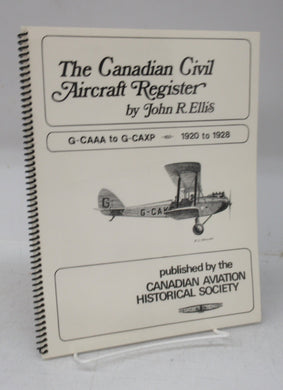 The Canadian Civil
Aircraft Register
by John R. Ellis
G-CAAA to G-CAXP 1920 to 1928
G
G-CA
published by the
CANADIAN AVIATION
HISTORICAL SOCIETY